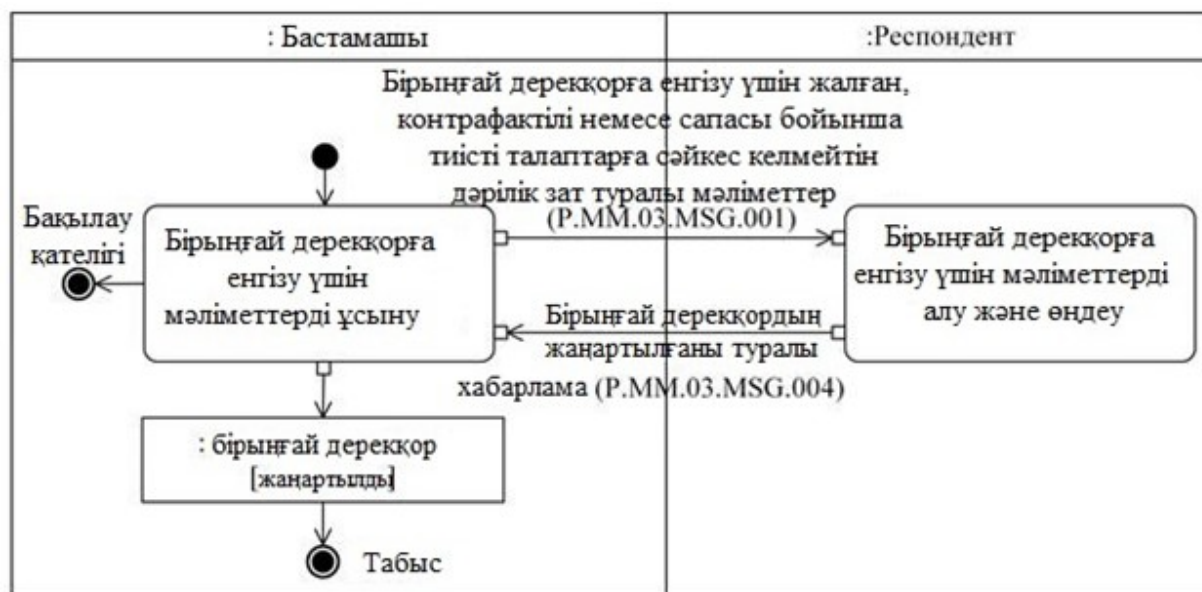 : Бастамашы
:Респондент
Бірыңғай дерекқорға енгізу үшін жалған,
контрафактілі немесе сапасы бойынша
тиісті талаптарға сәйкес келмейтін
дәрілік зат туралы мәліметтер
(P.MM.03.MSG.001)
Бақылау
қателігі
Бірыңғай дерекқорға
енгізу үшін
мәліметтерді ұсыну
Бірыңғай дерекқорға
енгізу үшін мәліметтерді
алу және өңдеу
Бірыңғай дерекқордың
жаңартылғаны туралы
хабарлама (P.MM.03.MSG.004)
: бірыңғай дерекқор
[жаңартылды]
Табыс